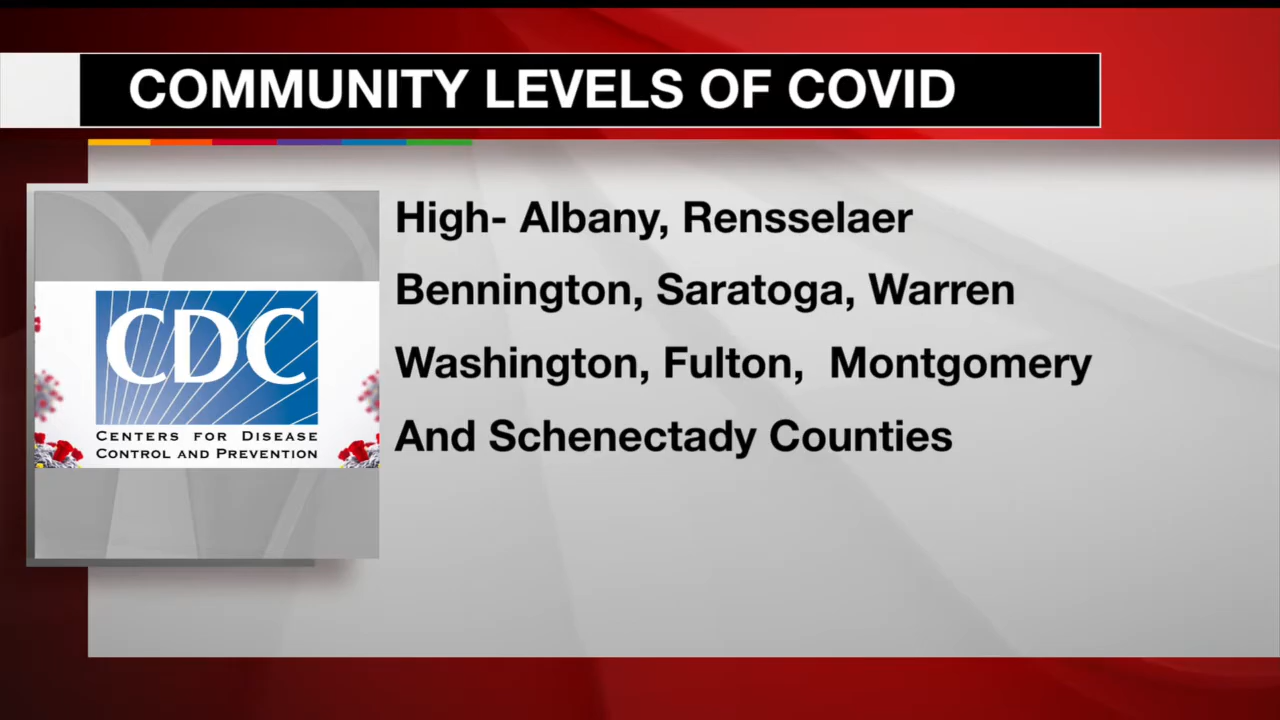 COMMUNITY LEVELS OF COVID
High- Albany, Rensselaer
Bennington, Saratoga, Warren
Washington, Fulton,  Montgomery
And Schenectady Counties
CDC
CENTERS FOR DISEASE
CONTROL AND PREVENTION